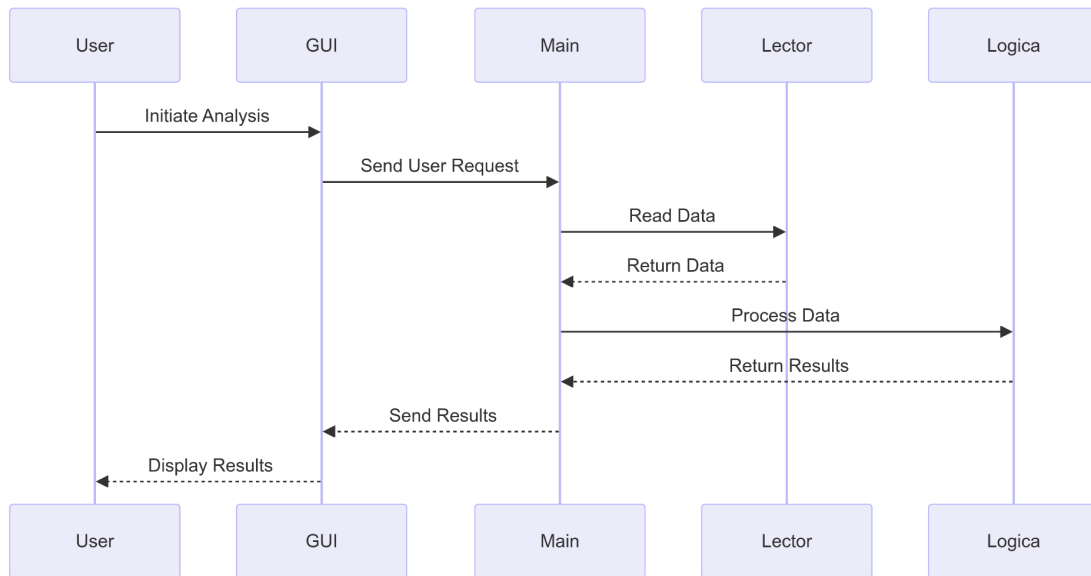 User GUI Main Lector Logica
Initiate Analysis
Send User Request
Read Data
Return Data
Process Data
Return Results
Send Results
Display Results
User GUI Main Lector Logica